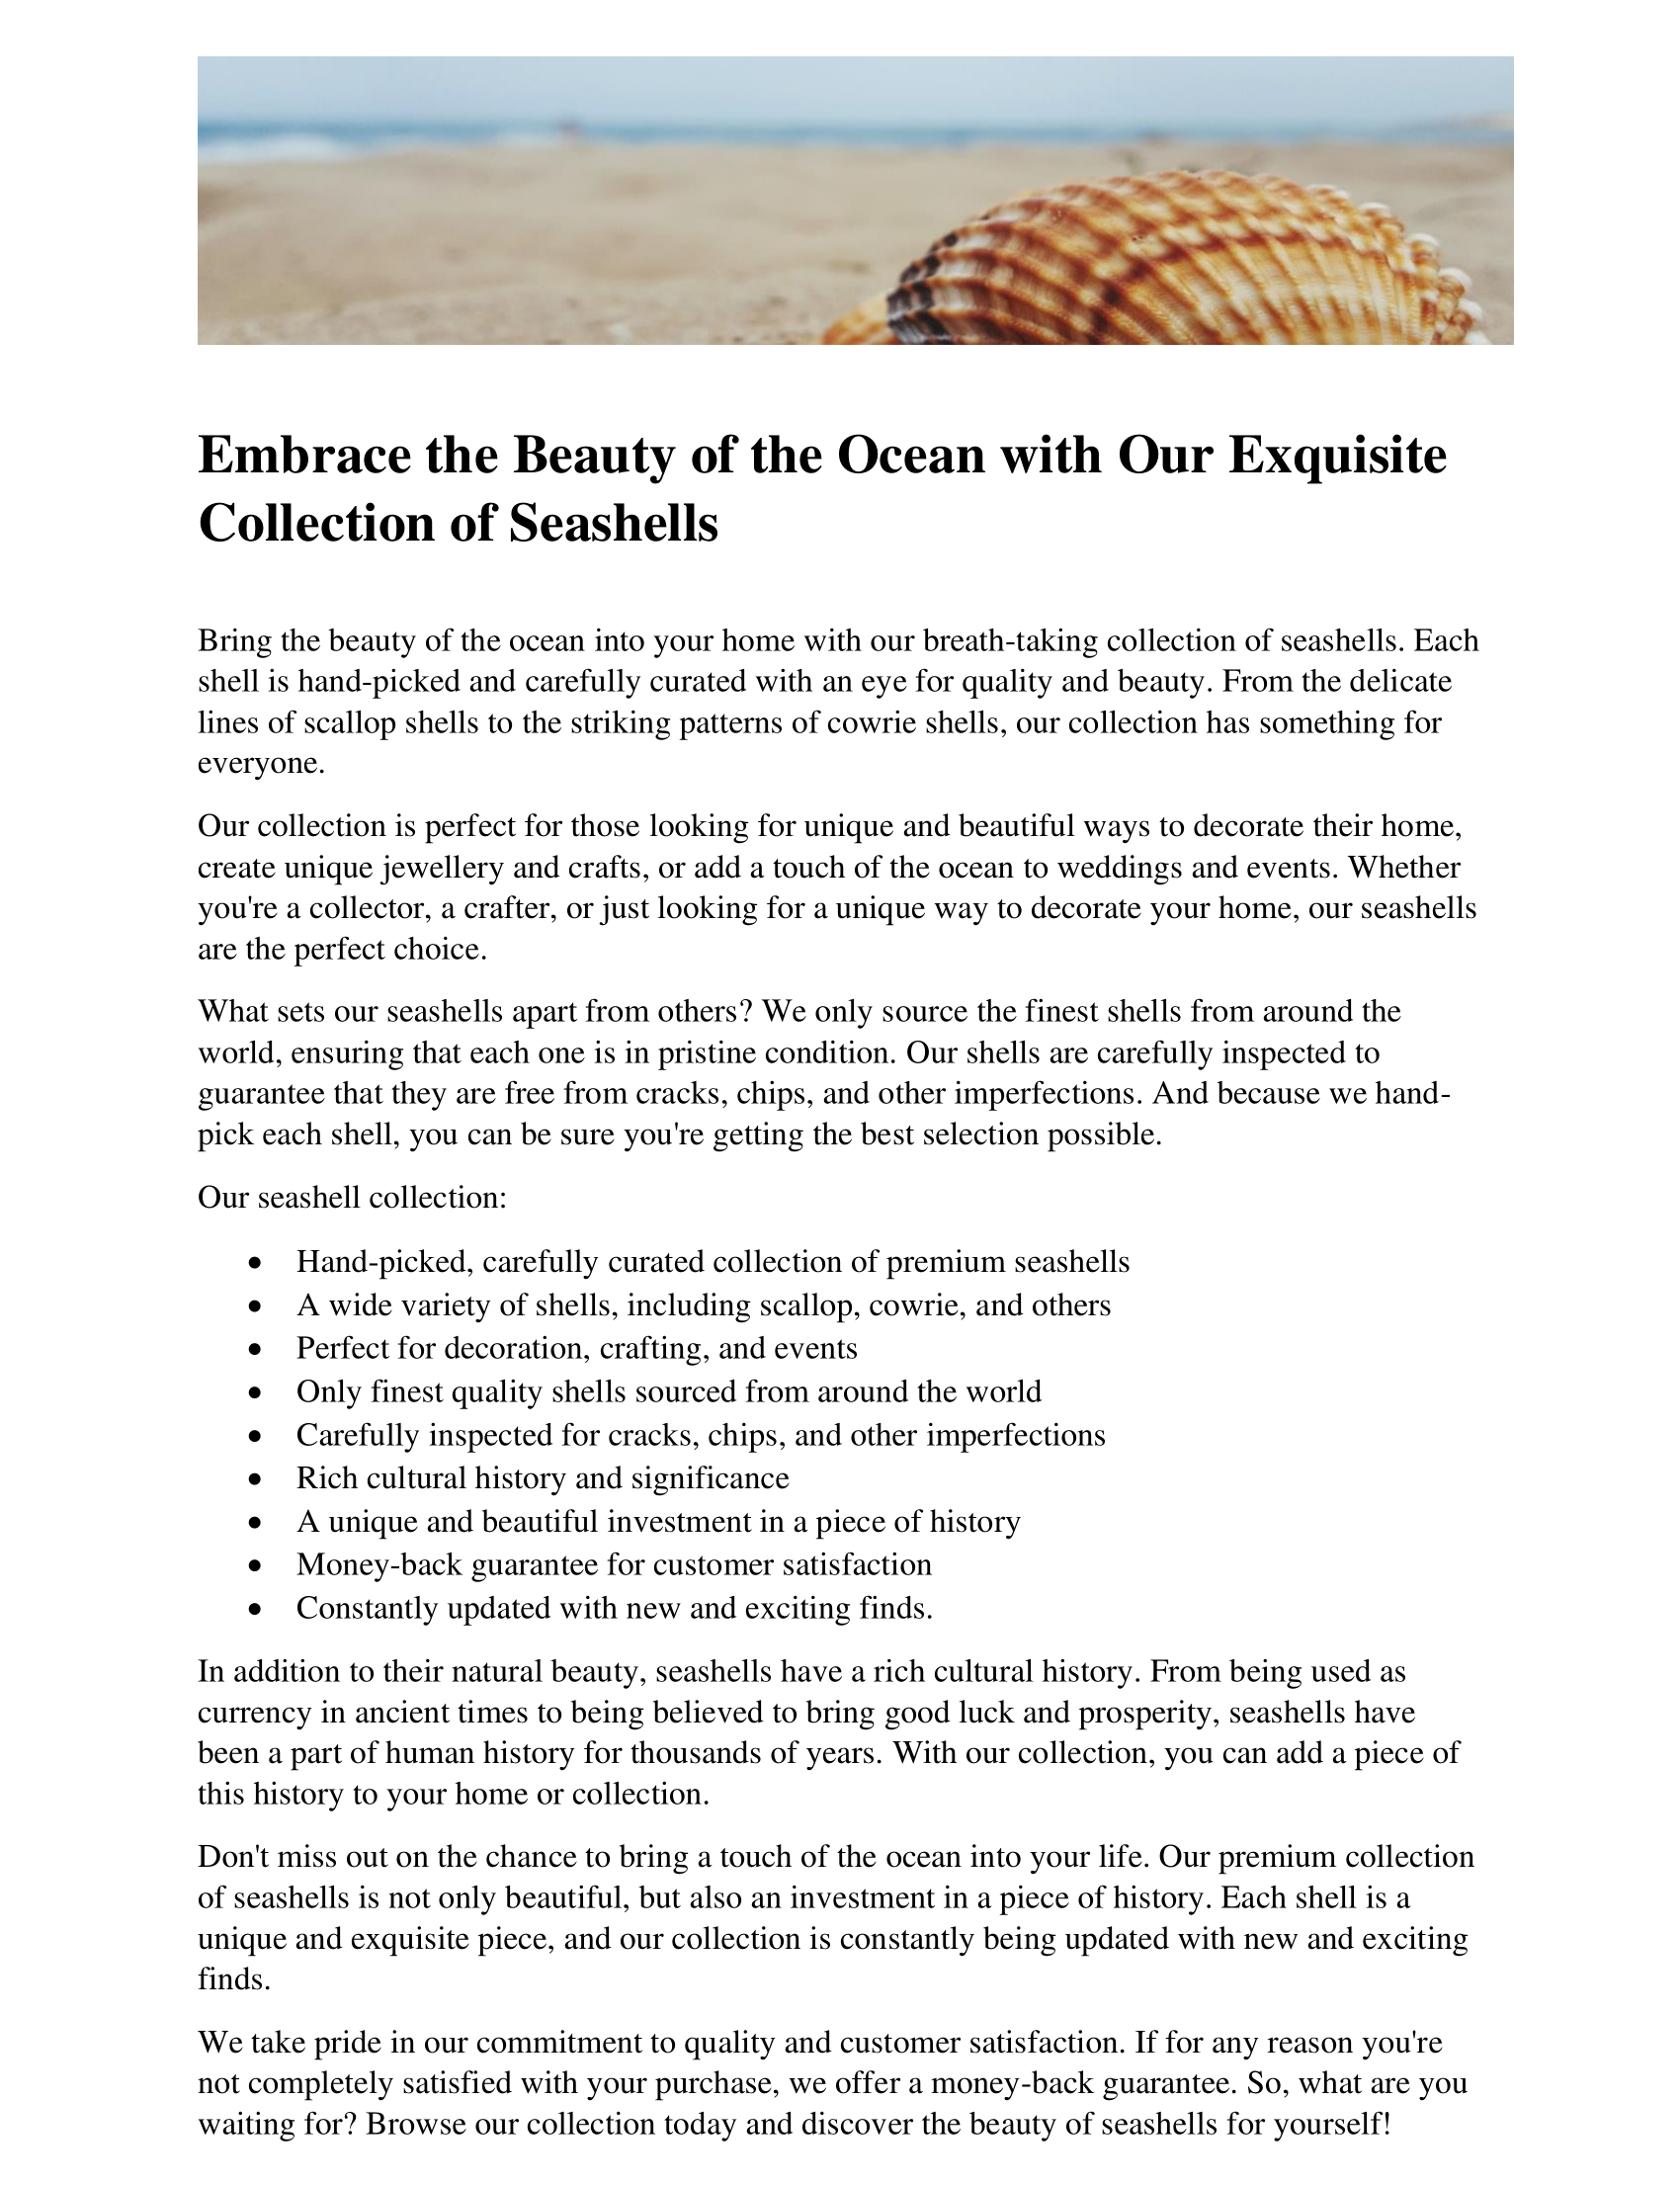 Embrace the Beauty of the Ocean with Our Exquisite
Collection of Seashells
Bring the beauty of the ocean into your home with our breath-taking collection of seashells. Each
shell is hand-picked and carefully curated with an eye for quality and beauty. From the delicate
lines of scallop shells to the striking patterns of cowrie shells, our collection has something for
everyone.
Our collection is perfect for those looking for unique and beautiful ways to decorate their home,
create unique jewellery and crafts, or add a touch of the ocean to weddings and events. Whether
you're a collector, a crafter, or just looking for a unique way to decorate your home, our seashells
are the perfect choice.
What sets our seashells apart from others? We only source the finest shells from around the
world, ensuring that each one is in pristine condition. Our shells are carefully inspected to
guarantee that they are free from cracks, chips, and other imperfections. And because we hand-
pick each shell, you can be sure you're getting the best selection possible.
Our seashell collection:
• Hand-picked, carefully curated collection of premium seashells
• A wide variety of shells, including scallop, cowrie, and others
• Perfect for decoration, crafting, and events
• Only finest quality shells sourced from around the world
• Carefully inspected for cracks, chips, and other imperfections
• Rich cultural history and significance
• A unique and beautiful investment in a piece of history
• Money-back guarantee for customer satisfaction
• Constantly updated with new and exciting finds.
In addition to their natural beauty, seashells have a rich cultural history. From being used as
currency in ancient times to being believed to bring good luck and prosperity, seashells have
been a part of human history for thousands of years. With our collection, you can add a piece of
this history to your home or collection.
Don't miss out on the chance to bring a touch of the ocean into your life. Our premium collection
of seashells is not only beautiful, but also an investment in a piece of history. Each shell is a
unique and exquisite piece, and our collection is constantly being updated with new and exciting
finds.
We take pride in our commitment to quality and customer satisfaction. If for any reason you're
not completely satisfied with your purchase, we offer a money-back guarantee. So, what are you
waiting for? Browse our collection today and discover the beauty of seashells for yourself!